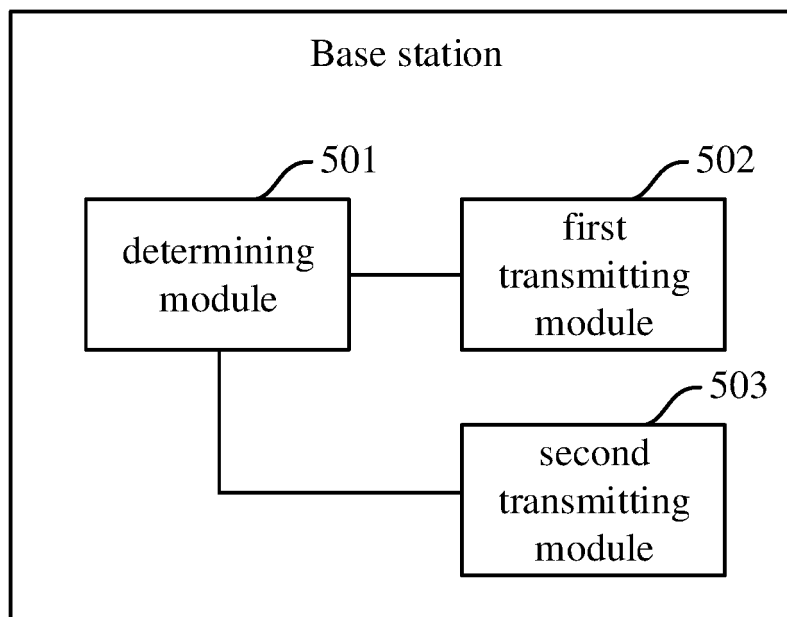 Base station
501
502
determining
module
first
transmitting
module
503
second
transmitting
module